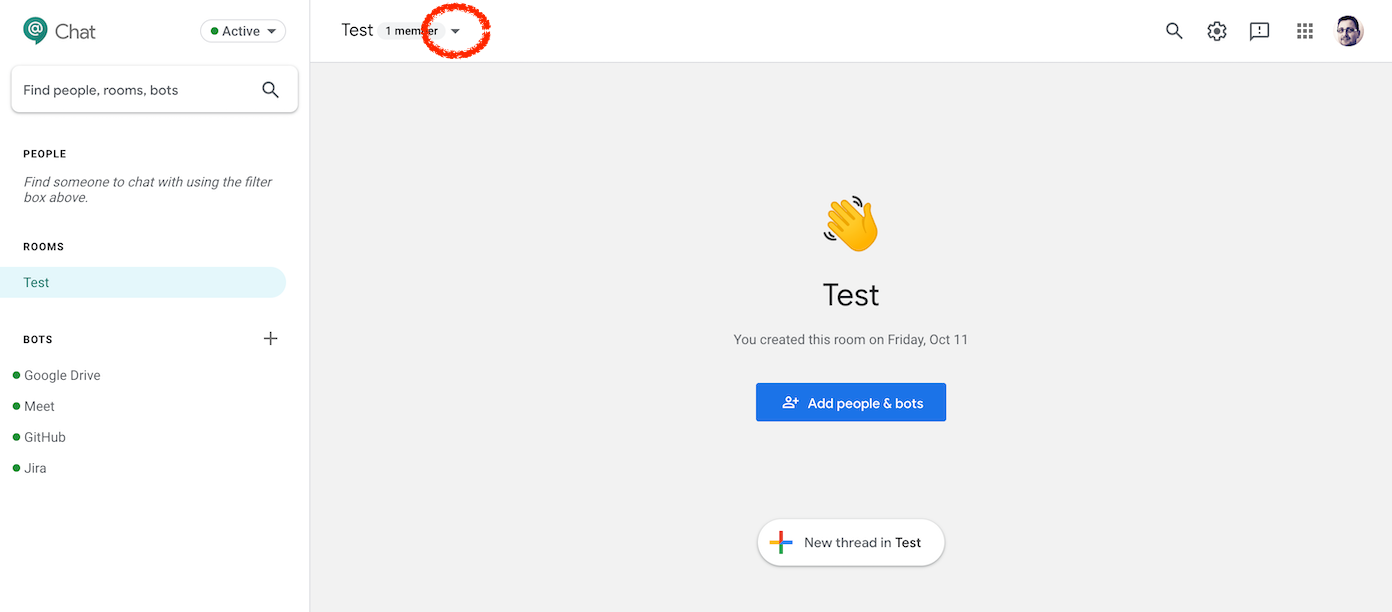 Chat
Active
Find people, rooms, bots
PEOPLE
Find someone to chat with using the filter
box above.
ROOMS
Test
BOTS
Google Drive
Meet
GitHub
Jira
Test 1 member
Test
You created this room on Friday, Oct 11
Add people & bots
New thread in Test